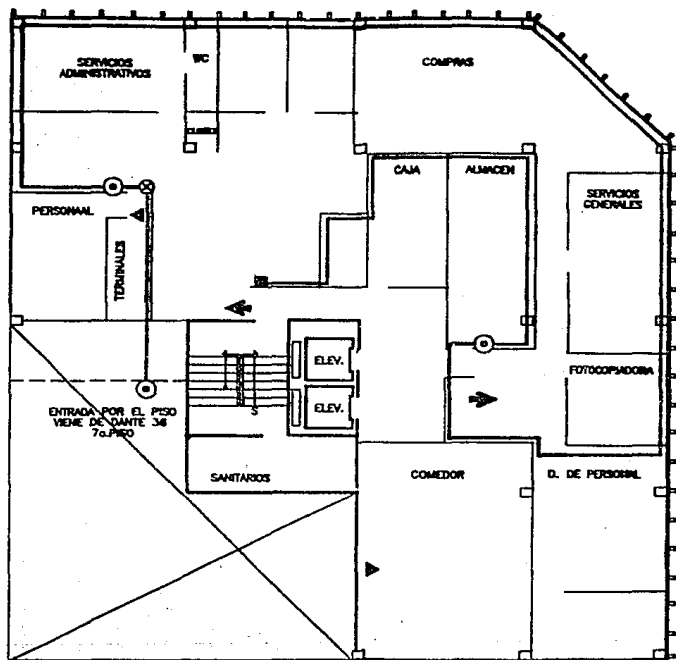 SERVICIOS
ADMINISTRATIVOS
WC
COMPRAS
CAJA
ALMACEN
SERVICIOS
GENERALES
PERSONAAL
TERMINALES
ELEV.
ELEV.
S
FOTOCOPIADORA
ENTRADA POR EL PISO
VIENE DE DANTE 36
7o.PISO
SANITARIOS
COMEDOR
D. DE PERSONAL